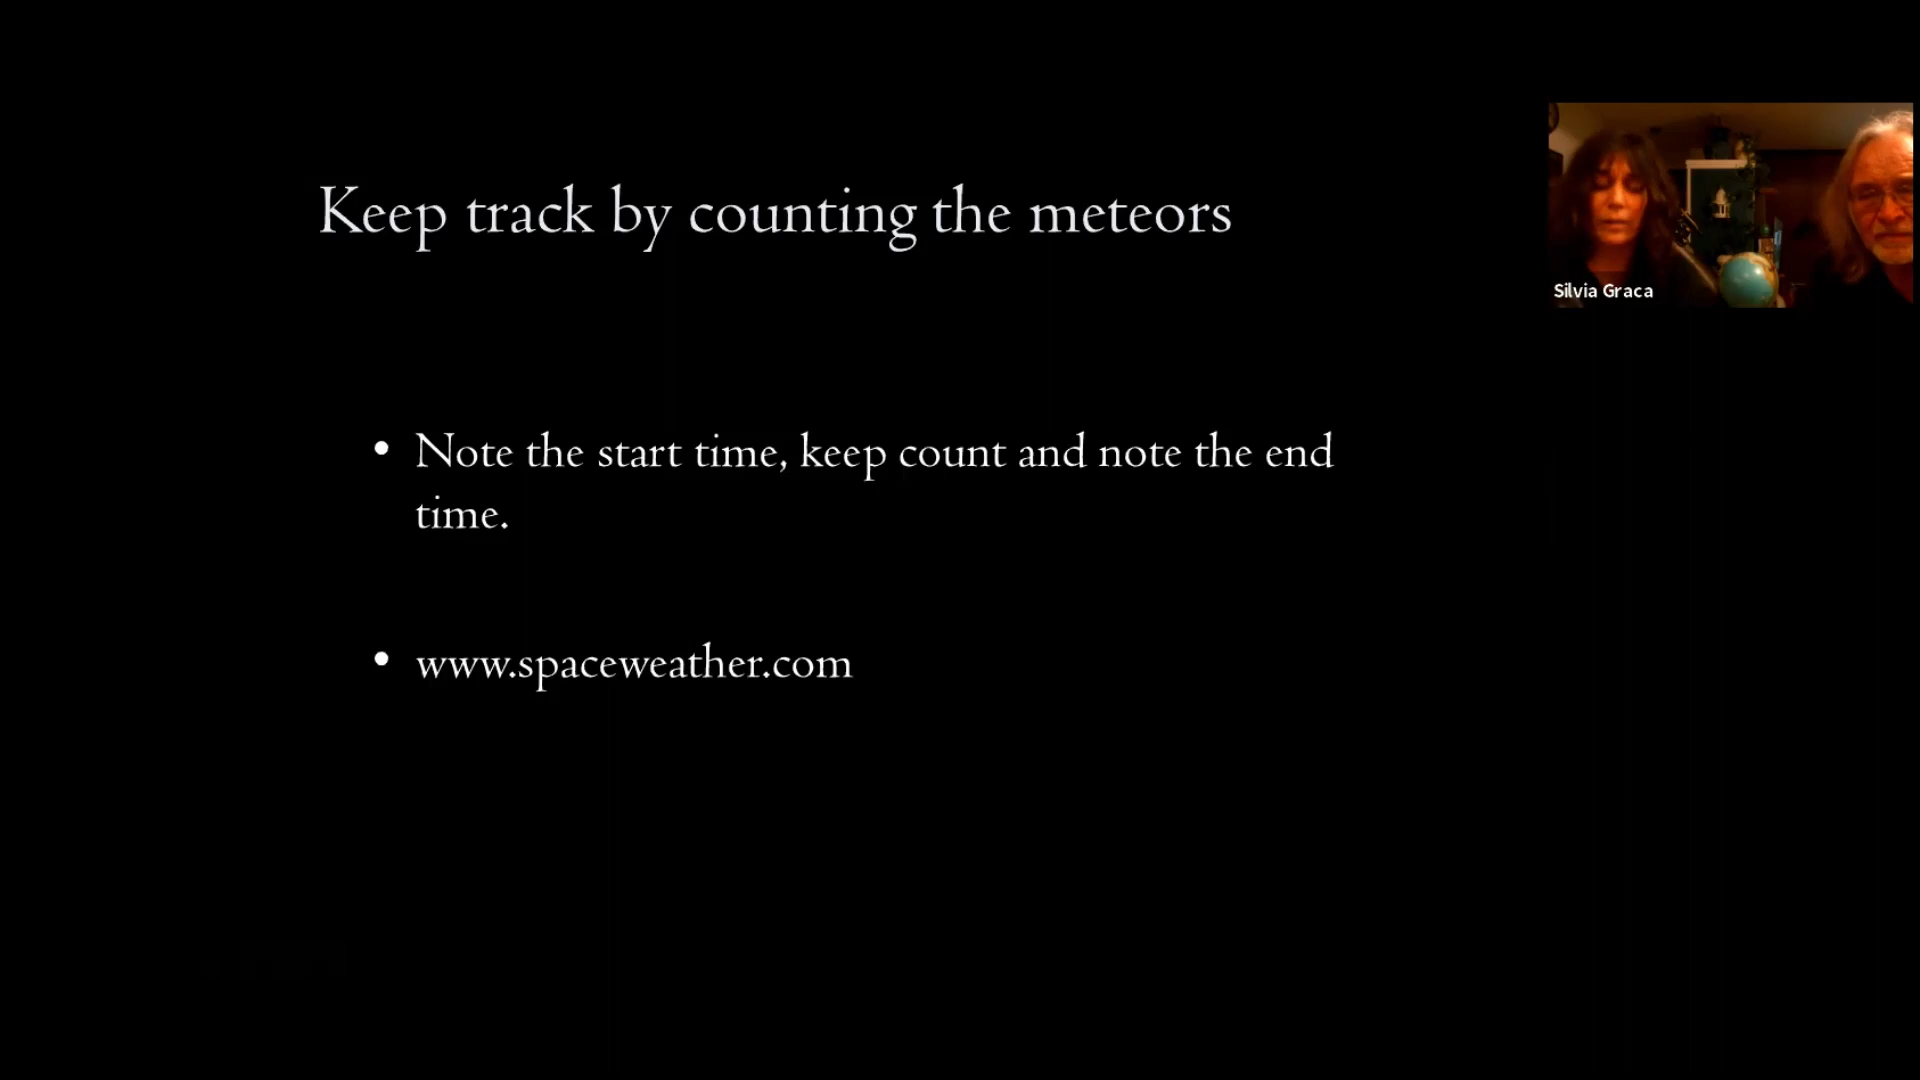 Keep track by counting the meteors
Silvia Graca
• Note the start time, keep count and note the end
time.
• www.spaceweather.com